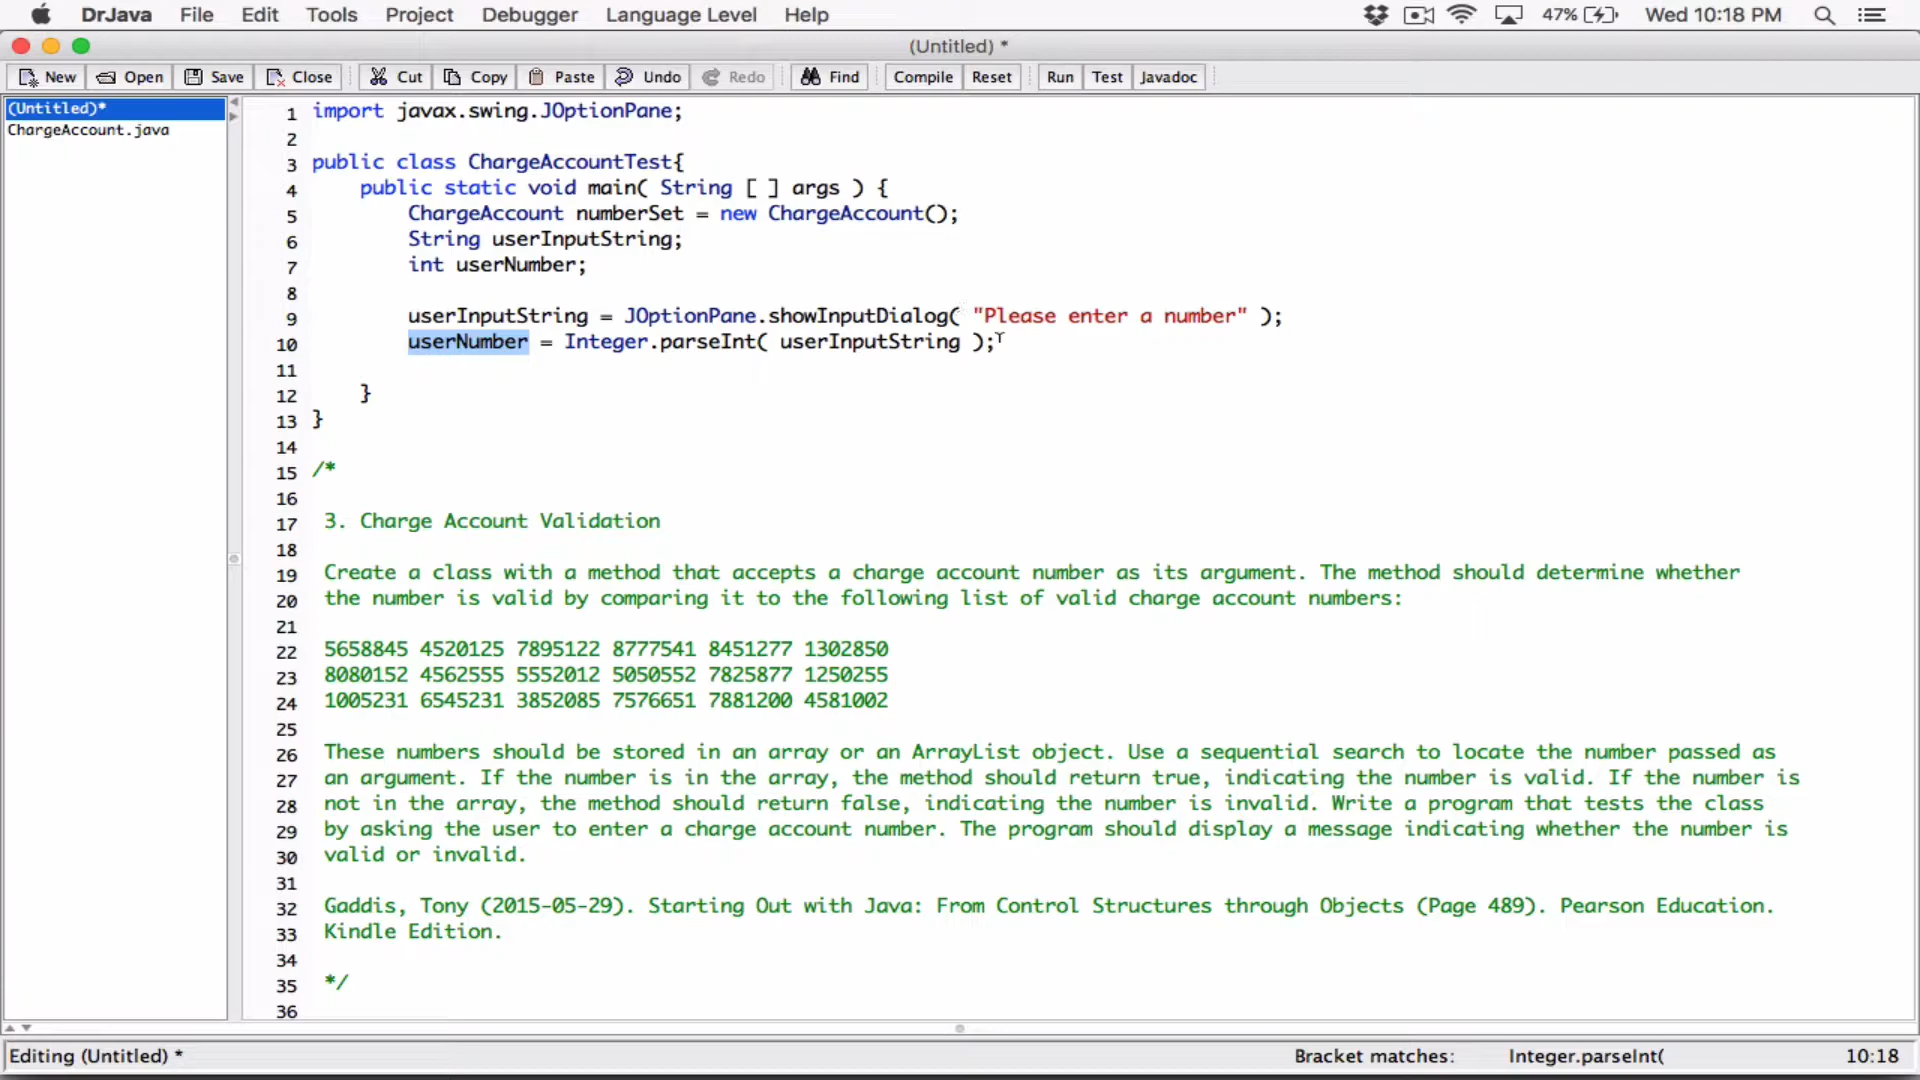 DrJava File Edit Tools Project Debugger Language Level Help 47% Wed 10:18 PM
(Untitled) *
New Open Save Close Cut Copy Paste Undo Redo Find Compile Reset Run Test Javadoc
(Untitled)*
ChargeAccount.java
1 import javax.swing.JOptionPane;
2
3 public class ChargeAccountTest{
4 public static void main( String [ ] args ) {
5 ChargeAccount numberSet = new ChargeAccount();
6 String userInputString;
7 int userNumber;
8
9 userInputString = JOptionPane.showInputDialog( "Please enter a number" );
10 userNumber = Integer.parseInt( userInputString );
11
12 }
13 }
14
15 /*
16
17 3. Charge Account Validation
18
19 Create a class with a method that accepts a charge account number as its argument. The method should determine whether
20 the number is valid by comparing it to the following list of valid charge account numbers:
21
22 5658845 4520125 7895122 8777541 8451277 1302850
23 8080152 4562555 5552012 5050552 7825877 1250255
24 1005231 6545231 3852085 7576651 7881200 4581002
25
26 These numbers should be stored in an array or an ArrayList object. Use a sequential search to locate the number passed as
27 an argument. If the number is in the array, the method should return true, indicating the number is valid. If the number is
28 not in the array, the method should return false, indicating the number is invalid. Write a program that tests the class
29 by asking the user to enter a charge account number. The program should display a message indicating whether the number is
30 valid or invalid.
31
32 Gaddis, Tony (2015-05-29). Starting Out with Java: From Control Structures through Objects (Page 489). Pearson Education.
33 Kindle Edition.
34
35 */
36
Editing (Untitled) * Bracket matches: Integer.parseInt( 10:18